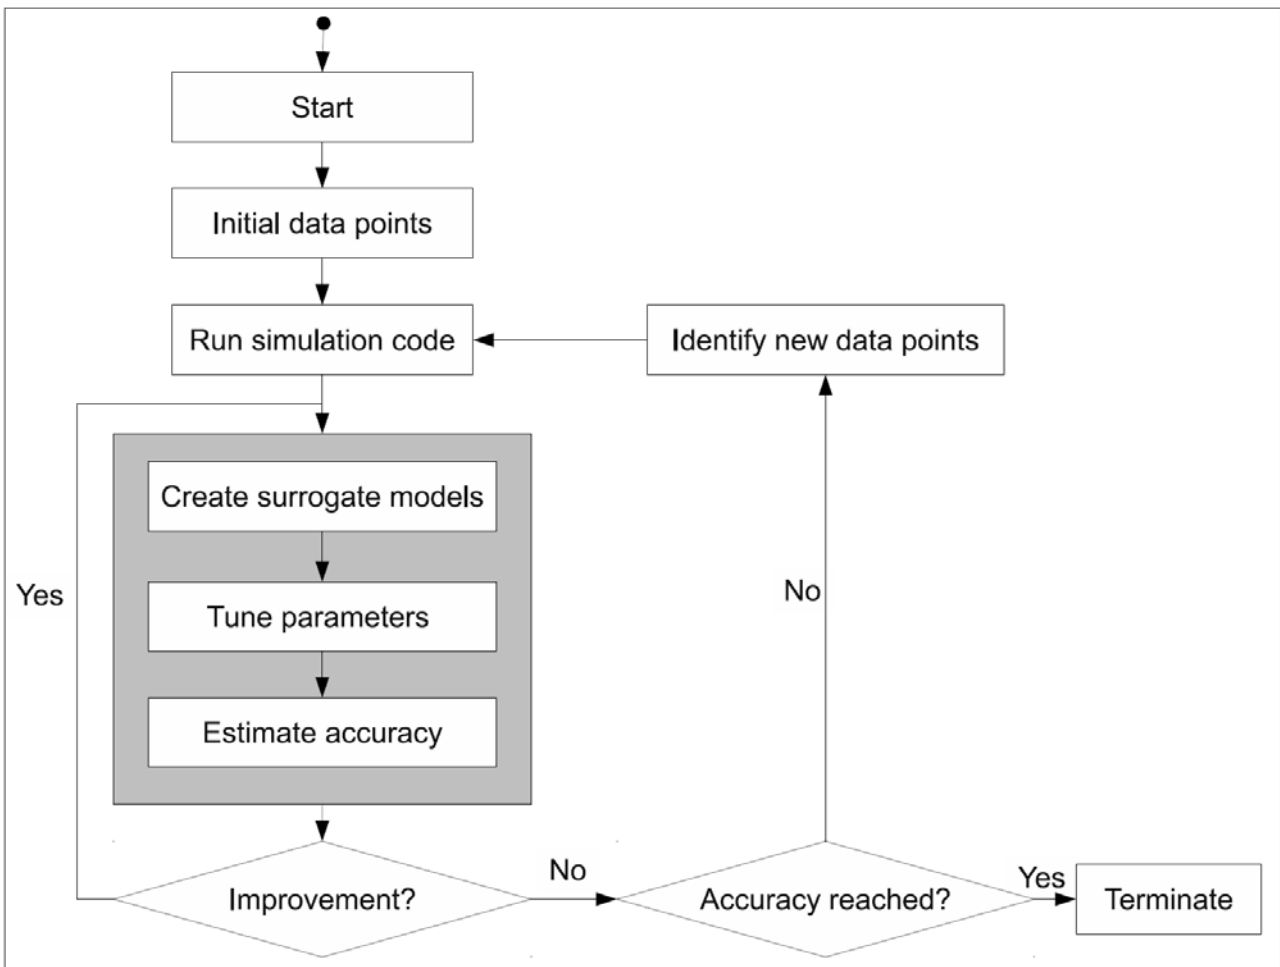 Start
Initial data points
Run simulation code
Identify new data points
Create surrogate models
Yes
Tune parameters
No
Estimate accuracy
Improvement?
No
Accuracy reached?
Yes
Terminate